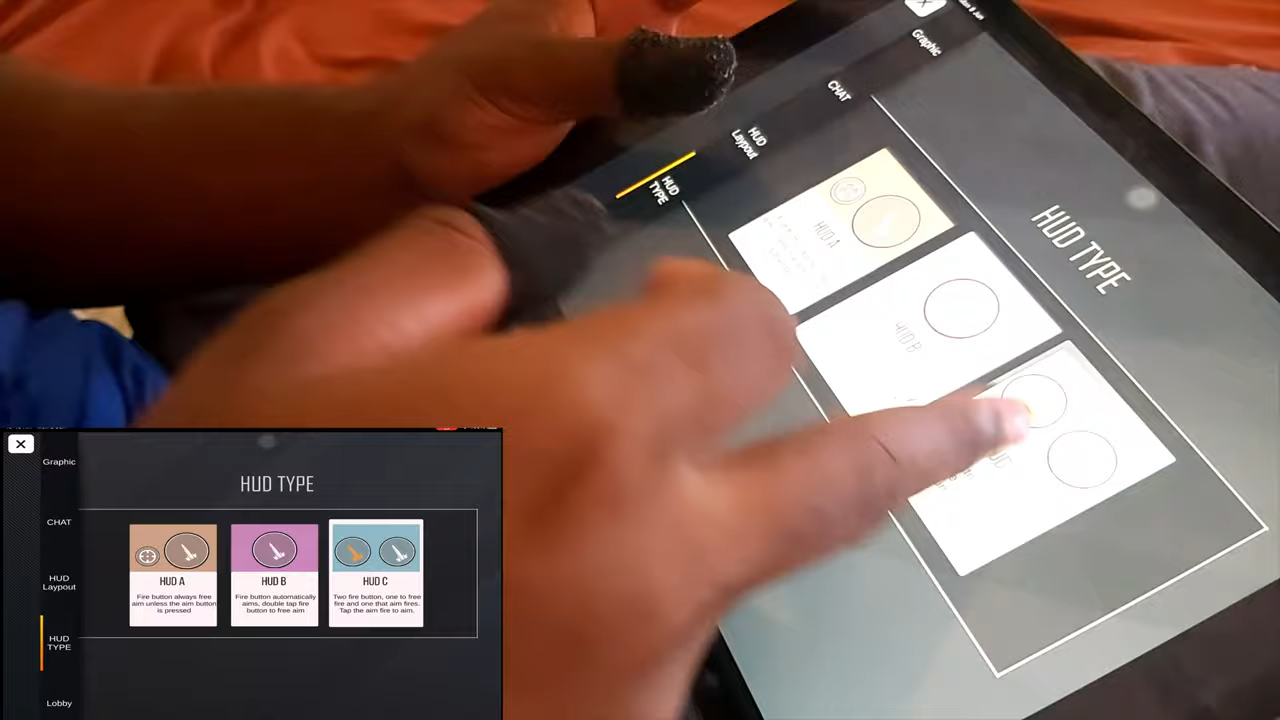 Graphic
CHAT
HUD
Laypout
HUD
TYPE
HUD TYPE
HUD A
HUD B
X
Graphic
CHAT
HUD
Laypout
HUD
TYPE
Lobby
HUD TYPE
HUD A
Fire button always free
aim unless the aim button
is pressed
HUD B
Fire button automatically
aims, double tap fire
button to free aim
HUD C
Two fire button, one to free
fire and one that aim fires.
Tap the aim fire to aim.